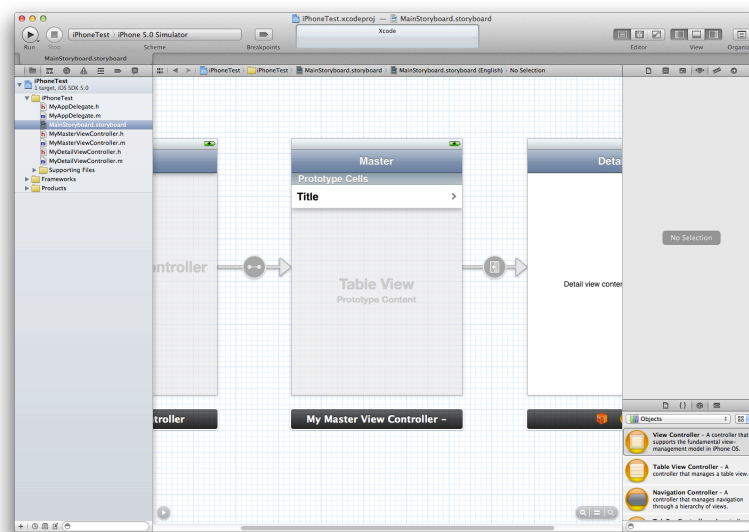 iPhoneTest.xcodeproj — MainStoryboard.storyboard
iPhoneTest iPhone 5.0 Simulator
Xcode
Run Stop Scheme Breakpoints Editor View Organiz
MainStoryboard.storyboard
iPhoneTest iPhoneTest MainStoryboard.storyboard MainStoryboard.storyboard (English) No Selection
iPhoneTest
1 target, iOS SDK 5.0
iPhoneTest
MyAppDelegate.h
MyAppDelegate.m
MainStoryboard.storyboard
MyMasterViewController.h
MyMasterViewController.m
MyDetailViewController.h
MyDetailViewController.m
Supporting Files
Frameworks
Products
ontroller
troller
Master
Prototype Cells
Title
Table View
Prototype Content
My Master View Controller –
Deta
Detail view conten
No Selection
Objects
View Controller – A controller that
supports the fundamental view-
management model in iPhone OS.
Table View Controller – A
controller that manages a table view.
Navigation Controller – A
controller that manages navigation
through a hierarchy of views.